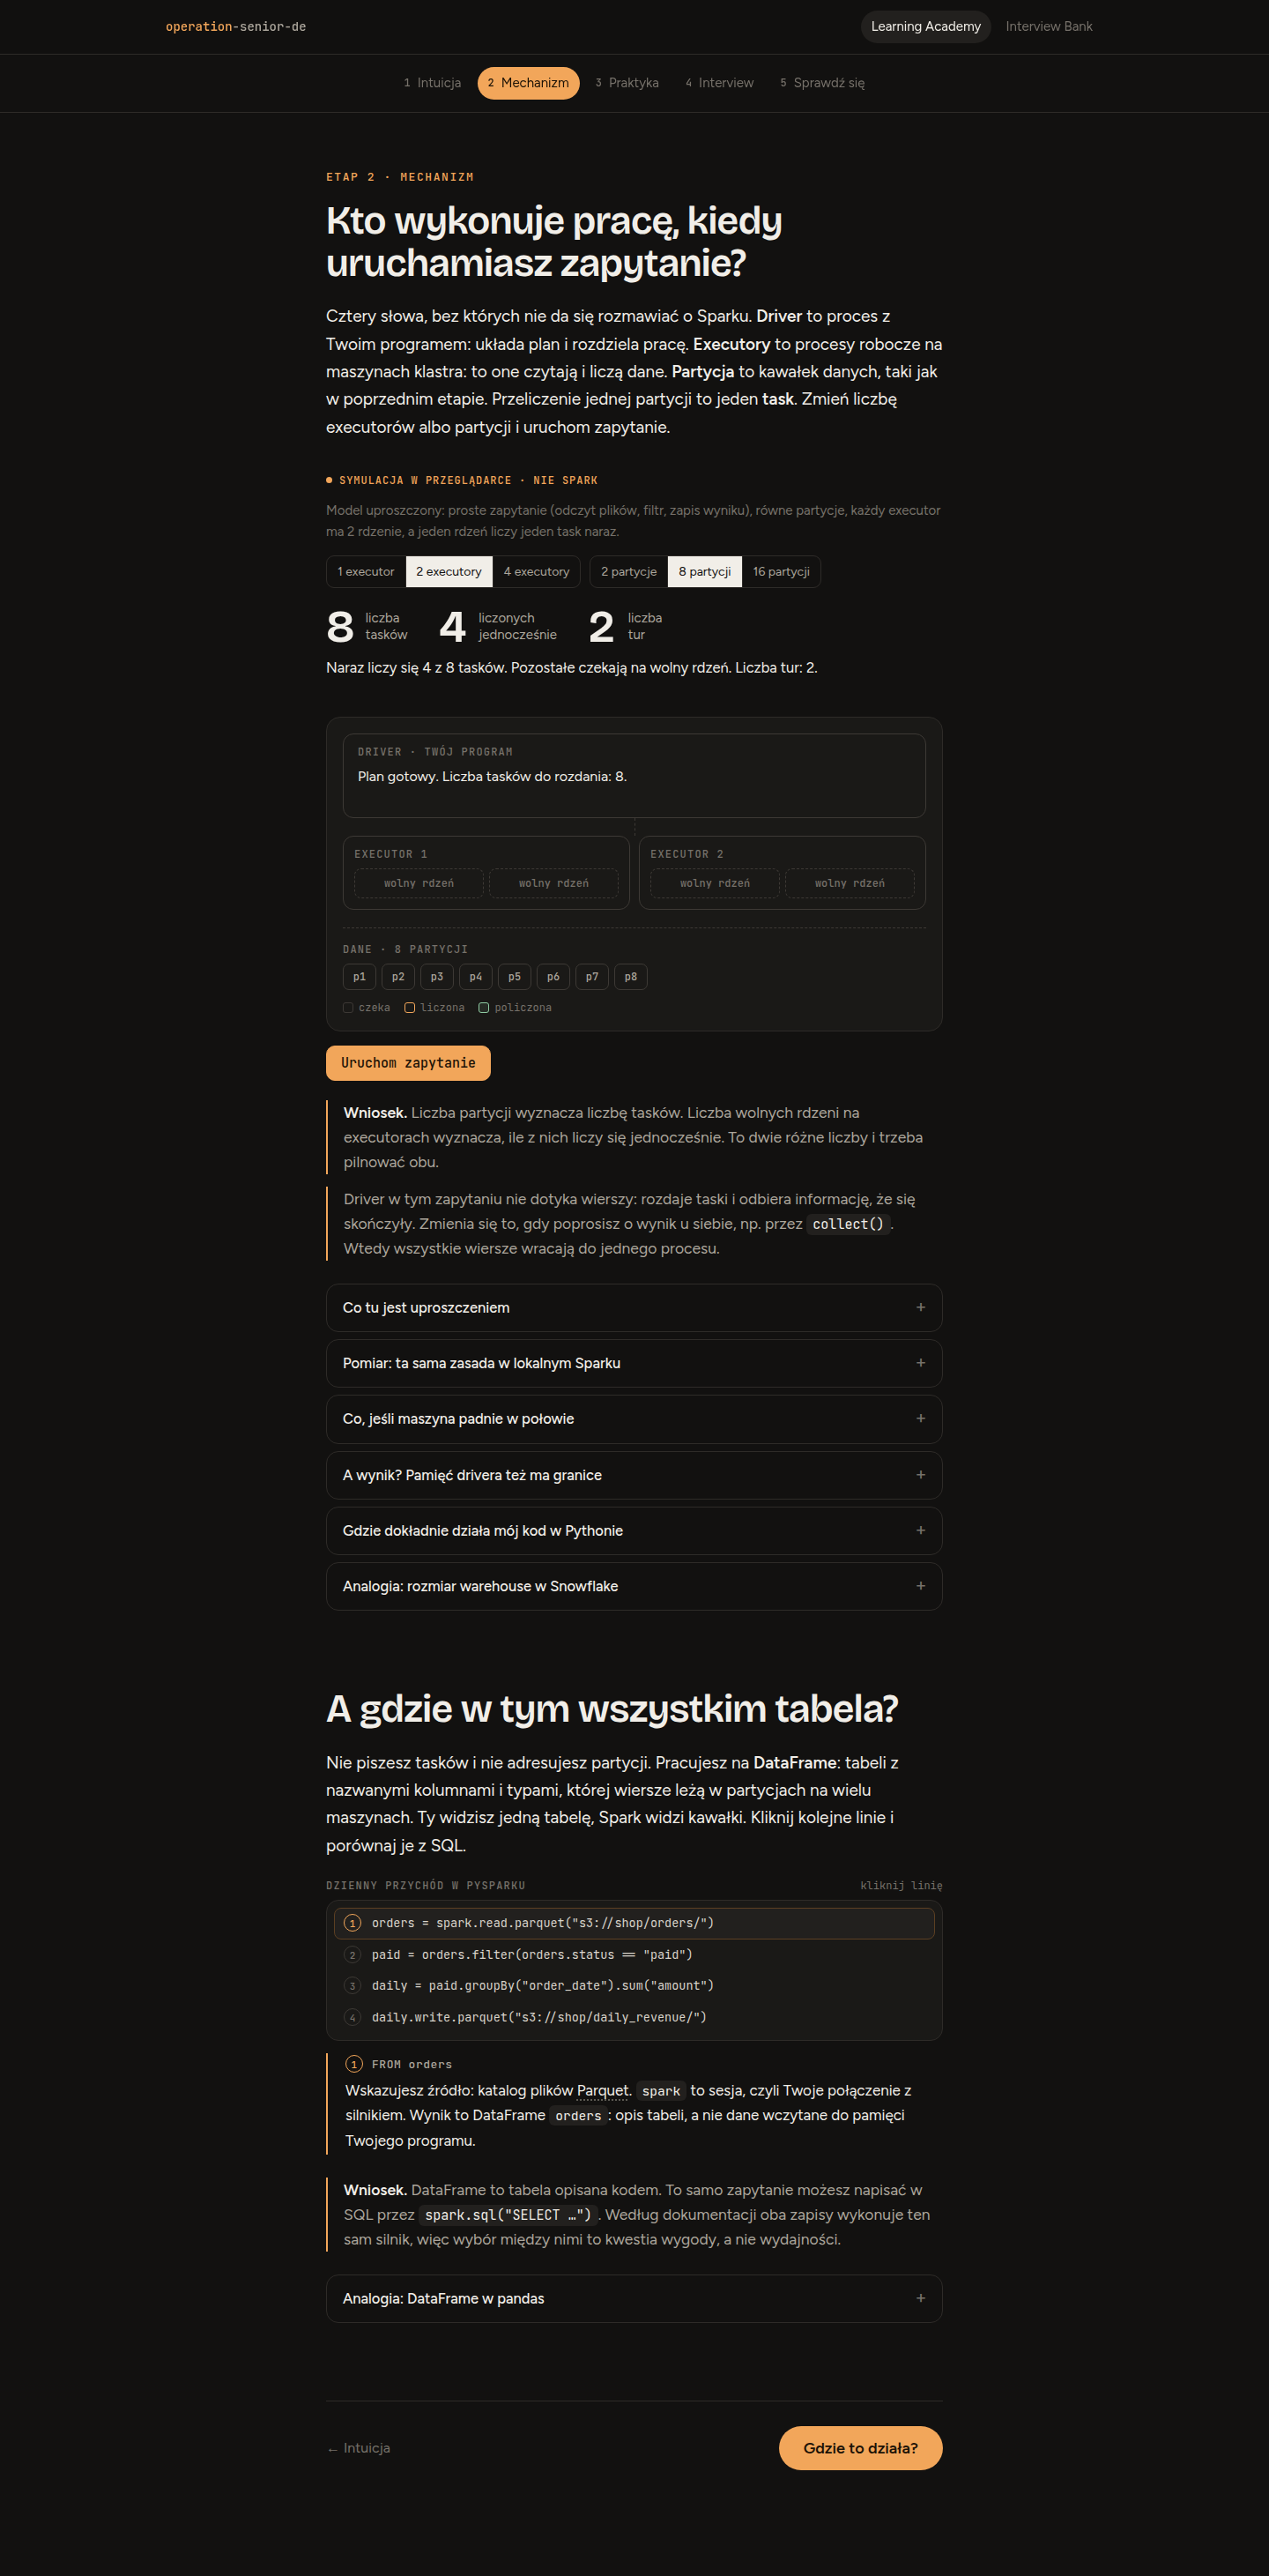 operation-senior-de
Learning Academy
Interview Bank
1 Intuicja
2 Mechanizm
3 Praktyka
4 Interview
5 Sprawdź się
ETAP 2 · MECHANIZM
Kto wykonuje pracę, kiedy
uruchamiasz zapytanie?
Cztery słowa, bez których nie da się rozmawiać o Sparku. Driver to proces z
Twoim programem: układa plan i rozdziela pracę. Executory to procesy robocze na
maszynach klastra: to one czytają i liczą dane. Partycja to kawałek danych, taki jak
w poprzednim etapie. Przeliczenie jednej partycji to jeden task. Zmień liczbę
executorów albo partycji i uruchom zapytanie.
SYMULACJA W PRZEGLĄDARCE · NIE SPARK
Model uproszczony: proste zapytanie (odczyt plików, filtr, zapis wyniku), równe partycje, każdy executor
ma 2 rdzenie, a jeden rdzeń liczy jeden task naraz.
1 executor
2 executory
4 executory
2 partycje
8 partycji
16 partycji
8 liczba
tasków
4 liczonych
jednocześnie
2 liczba
tur
Naraz liczy się 4 z 8 tasków. Pozostałe czekają na wolny rdzeń. Liczba tur: 2.
DRIVER · TWÓJ PROGRAM
Plan gotowy. Liczba tasków do rozdania: 8.
EXECUTOR 1
wolny rdzeń
wolny rdzeń
EXECUTOR 2
wolny rdzeń
wolny rdzeń
DANE · 8 PARTYCJI
p1 p2 p3 p4 p5 p6 p7 p8
czeka
liczona
policzona
Uruchom zapytanie
Wniosek. Liczba partycji wyznacza liczbę tasków. Liczba wolnych rdzeni na
executorach wyznacza, ile z nich liczy się jednocześnie. To dwie różne liczby i trzeba
pilnować obu.
Driver w tym zapytaniu nie dotyka wierszy: rozdaje taski i odbiera informację, że się
skończyły. Zmienia się to, gdy poprosisz o wynik u siebie, np. przez collect().
Wtedy wszystkie wiersze wracają do jednego procesu.
Co tu jest uproszczeniem +
Pomiar: ta sama zasada w lokalnym Sparku +
Co, jeśli maszyna padnie w połowie +
A wynik? Pamięć drivera też ma granice +
Gdzie dokładnie działa mój kod w Pythonie +
Analogia: rozmiar warehouse w Snowflake +
A gdzie w tym wszystkim tabela?
Nie piszesz tasków i nie adresujesz partycji. Pracujesz na DataFrame: tabeli z
nazwanymi kolumnami i typami, której wiersze leżą w partycjach na wielu
maszynach. Ty widzisz jedną tabelę, Spark widzi kawałki. Kliknij kolejne linie i
porównaj je z SQL.
DZIENNY PRZYCHÓD W PYSPARKU
kliknij linię
1 orders = spark.read.parquet("s3://shop/orders/")
2 paid = orders.filter(orders.status == "paid")
3 daily = paid.groupBy("order_date").sum("amount")
4 daily.write.parquet("s3://shop/daily_revenue/")
1 FROM orders
Wskazujesz źródło: katalog plików Parquet. spark to sesja, czyli Twoje połączenie z
silnikiem. Wynik to DataFrame orders: opis tabeli, a nie dane wczytane do pamięci
Twojego programu.
Wniosek. DataFrame to tabela opisana kodem. To samo zapytanie możesz napisać w
SQL przez spark.sql("SELECT …"). Według dokumentacji oba zapisy wykonuje ten
sam silnik, więc wybór między nimi to kwestia wygody, a nie wydajności.
Analogia: DataFrame w pandas +
← Intuicja
Gdzie to działa?